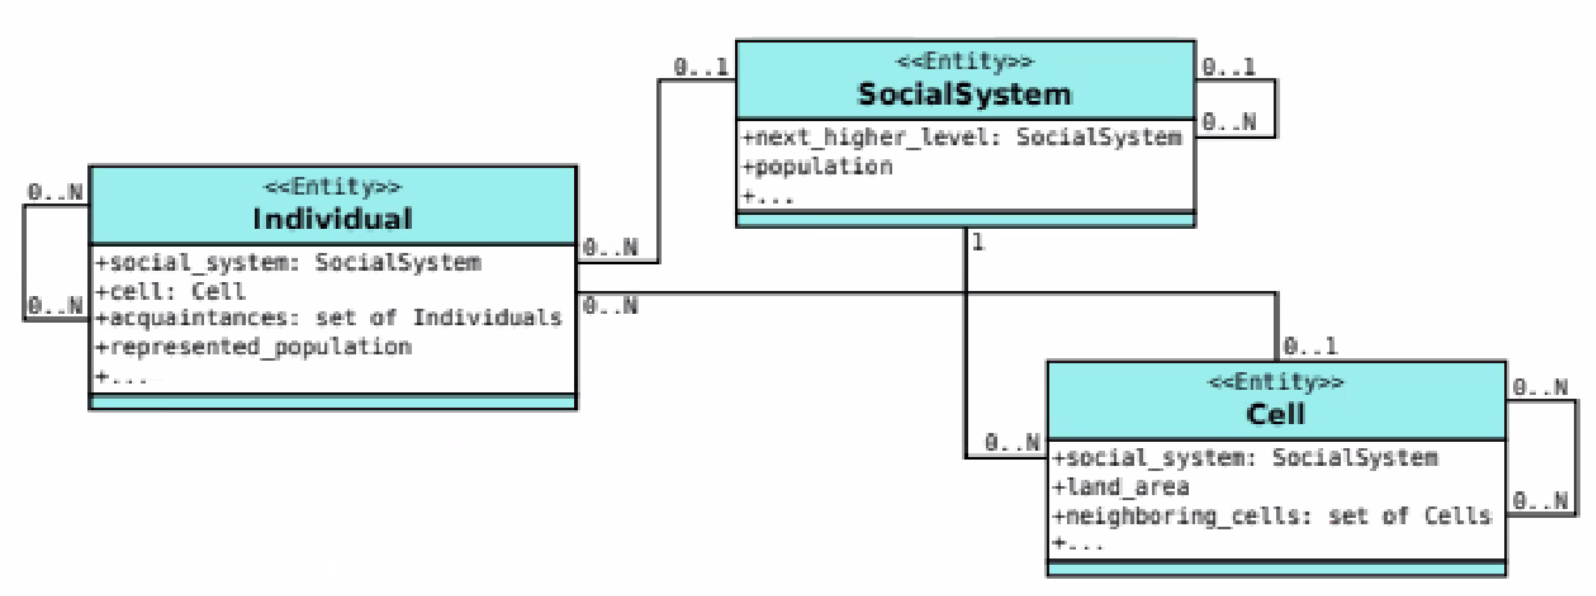 0..1
<<Entity>>
SocialSystem
0..1
0..N
+next_higher_level: SocialSystem
+population
+...
1
0..N
<<Entity>>
Individual
0..N
+social_system: SocialSystem
+cell: Cell
+acquaintances: set of Individuals
+represented_population
+...
0..N
0..N
0..1
<<Entity>>
Cell
0..N
0..N
+social_system: SocialSystem
+land_area
+neighboring_cells: set of Cells
+...
0..N